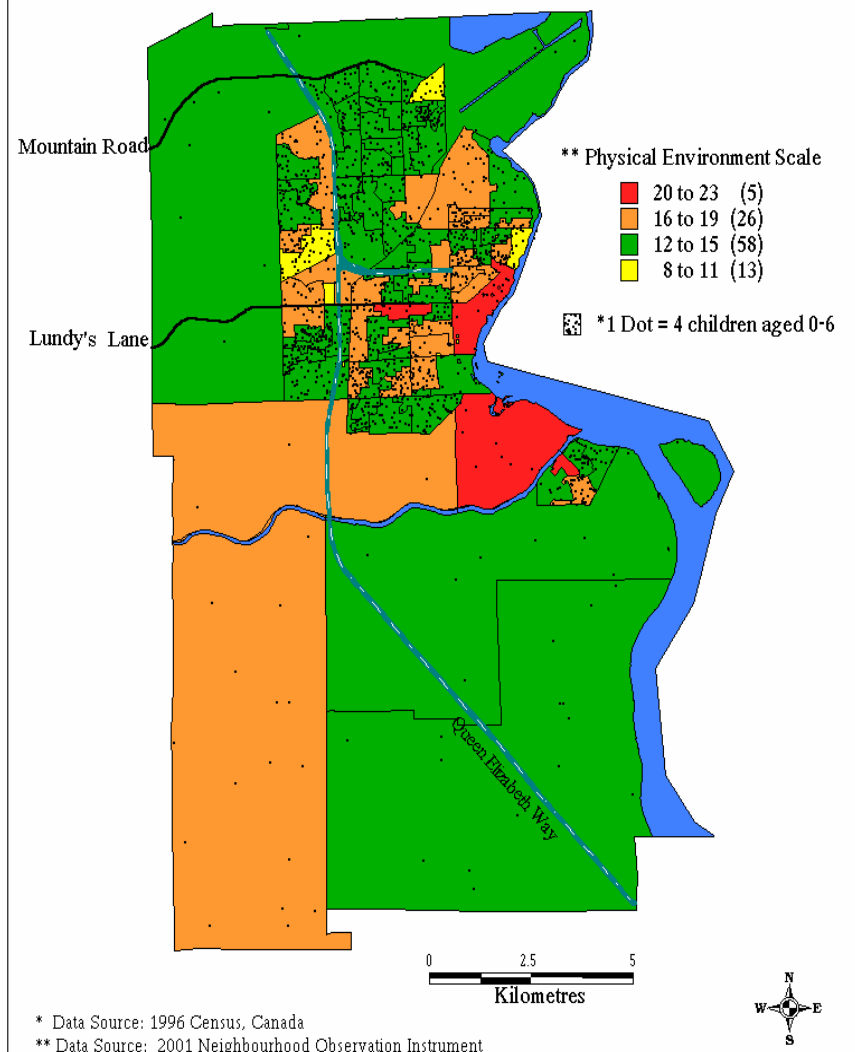 Mountain Road
** Physical Environment Scale
20 to 23 (5)
16 to 19 (26)
12 to 15 (58)
8 to 11 (13)
*1 Dot = 4 children aged 0-6
Lundy's Lane
Queen Elizabeth Way
0 2.5 5
Kilometres
N
W E
S
* Data Source: 1996 Census, Canada
** Data Source: 2001 Neighbourhood Observation Instrument